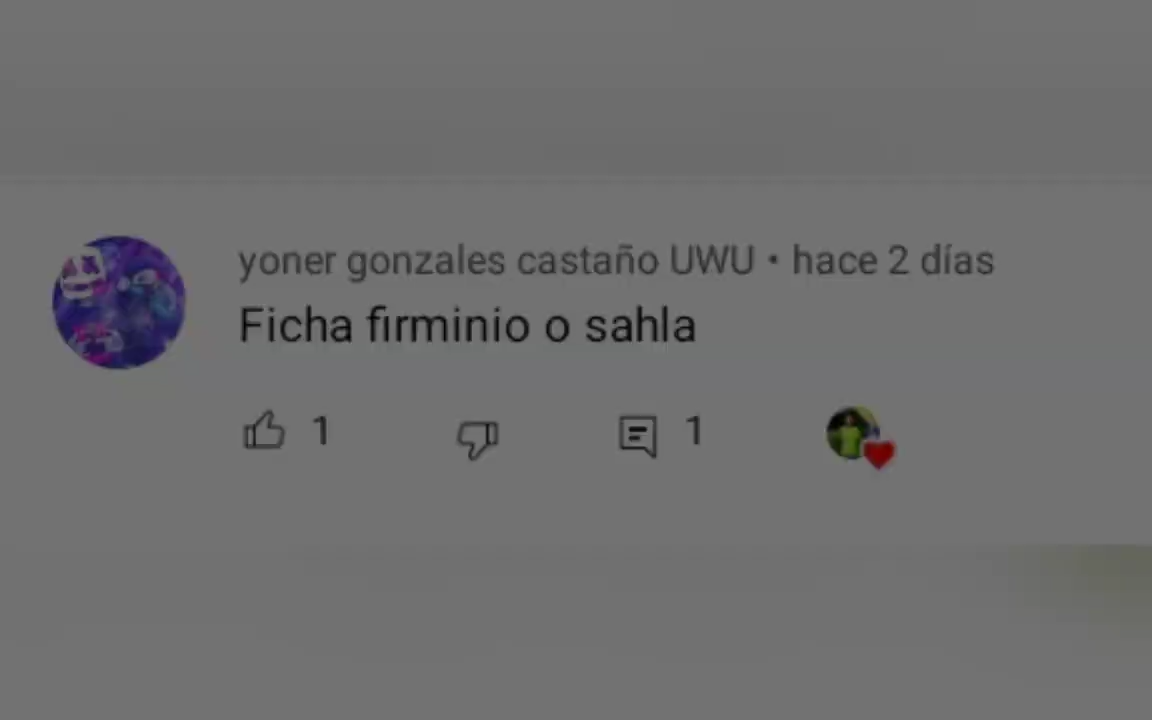 yoner gonzales castaño UWU • hace 2 días
Ficha firminio o sahla
1 1